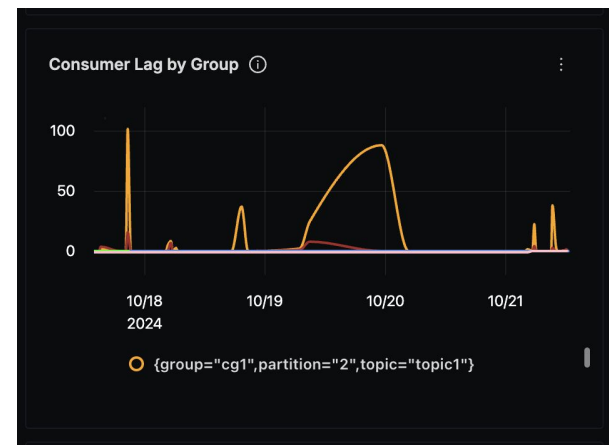 Consumer Lag by Group
100
50
0
10/18 10/19 10/20 10/21
2024
{group="cg1",partition="2",topic="topic1"}